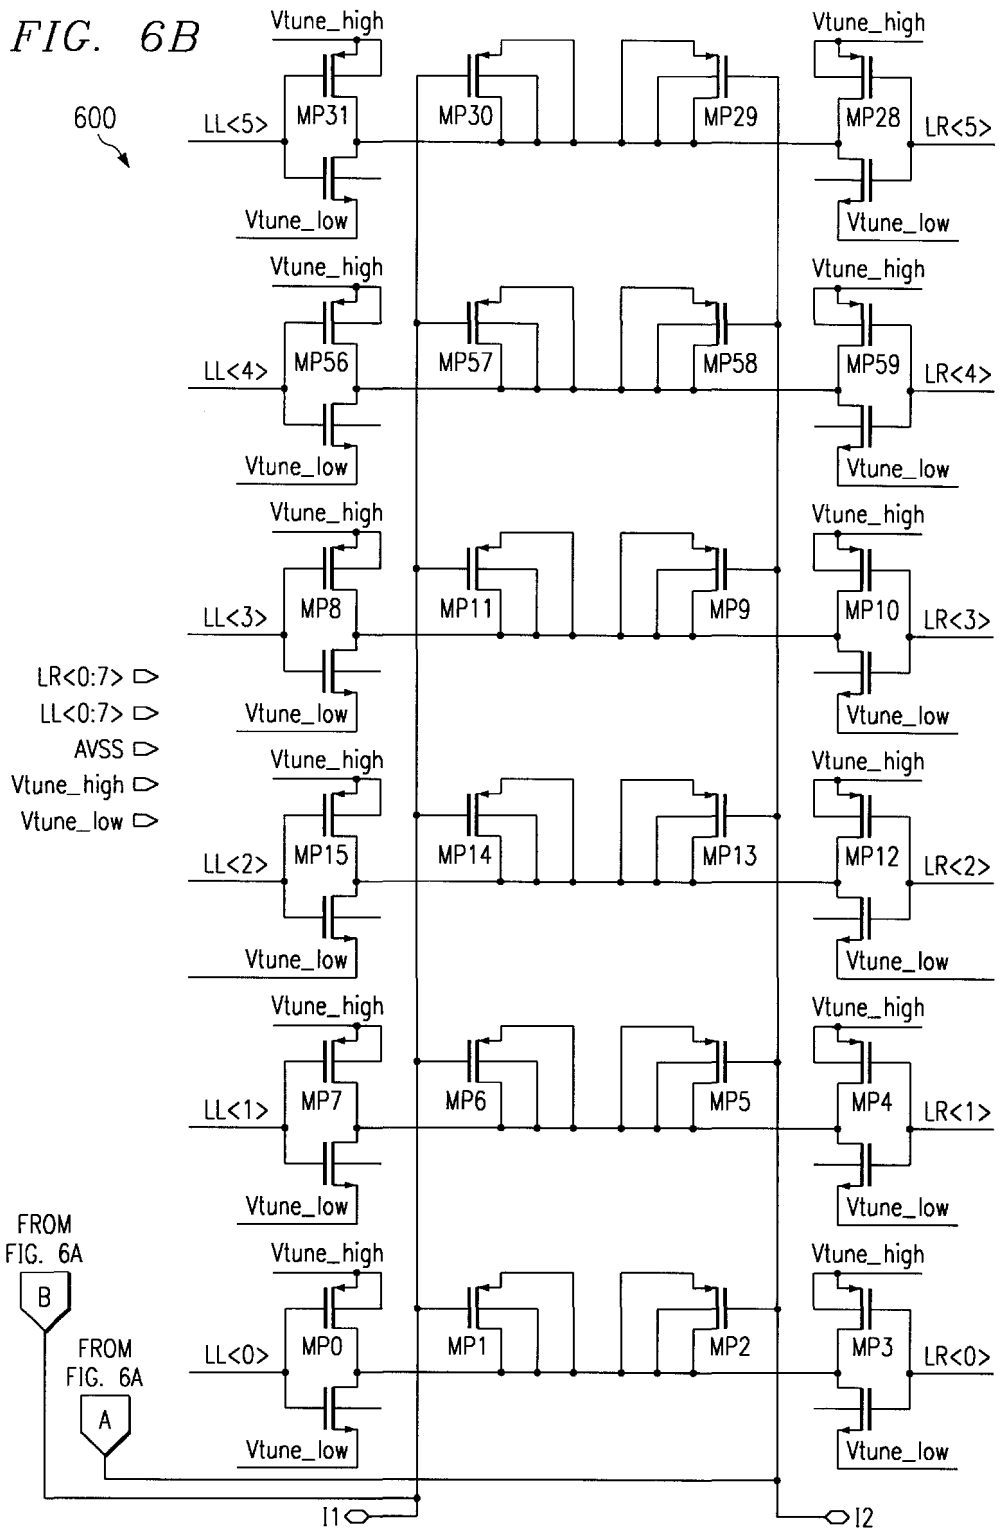 FIG. 6B
600
Vtune_high Vtune_high
MP31 MP30 MP29 MP28
LL<5> LR<5>
Vtune_low Vtune_low
Vtune_high Vtune_high
MP56 MP57 MP58 MP59
LL<4> LR<4>
Vtune_low Vtune_low
Vtune_high Vtune_high
MP8 MP11 MP9 MP10
LL<3> LR<3>
Vtune_low Vtune_low
LR<0:7>
LL<0:7>
AVSS
Vtune_high
Vtune_low
Vtune_high Vtune_high
MP15 MP14 MP13 MP12
LL<2> LR<2>
Vtune_low Vtune_low
Vtune_high Vtune_high
MP7 MP6 MP5 MP4
LL<1> LR<1>
Vtune_low Vtune_low
FROM
FIG. 6A
B
Vtune_high Vtune_high
MP0 MP1 MP2 MP3
LL<0> LR<0>
Vtune_low Vtune_low
FROM
FIG. 6A
A
I1 I2